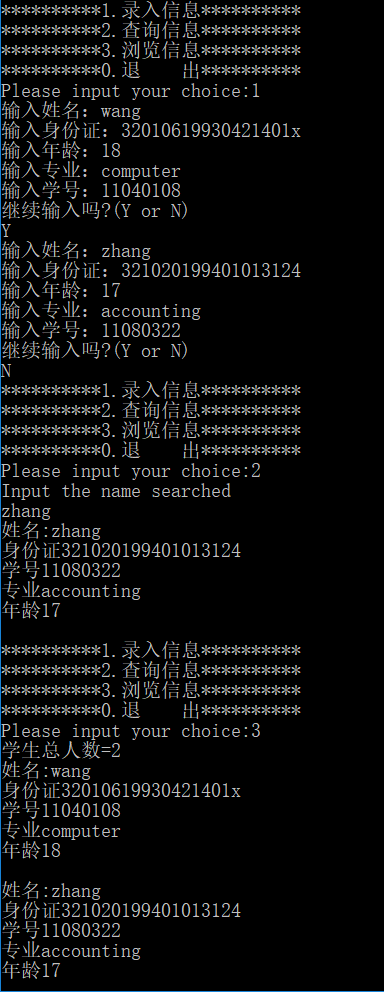 **********1.录入信息**********
**********2.查询信息**********
**********3.浏览信息**********
**********0.退    出**********
Please input your choice:1
输入姓名：wang
输入身份证：32010619930421401x
输入年龄：18
输入专业：computer
输入学号：11040108
继续输入吗?(Y or N)
Y
输入姓名：zhang
输入身份证：321020199401013124
输入年龄：17
输入专业：accounting
输入学号：11080322
继续输入吗?(Y or N)
N
**********1.录入信息**********
**********2.查询信息**********
**********3.浏览信息**********
**********0.退    出**********
Please input your choice:2
Input the name searched
zhang
姓名:zhang
身份证321020199401013124
学号11080322
专业accounting
年龄17

**********1.录入信息**********
**********2.查询信息**********
**********3.浏览信息**********
**********0.退    出**********
Please input your choice:3
学生总人数=2
姓名:wang
身份证32010619930421401x
学号11040108
专业computer
年龄18

姓名:zhang
身份证321020199401013124
学号11080322
专业accounting
年龄17